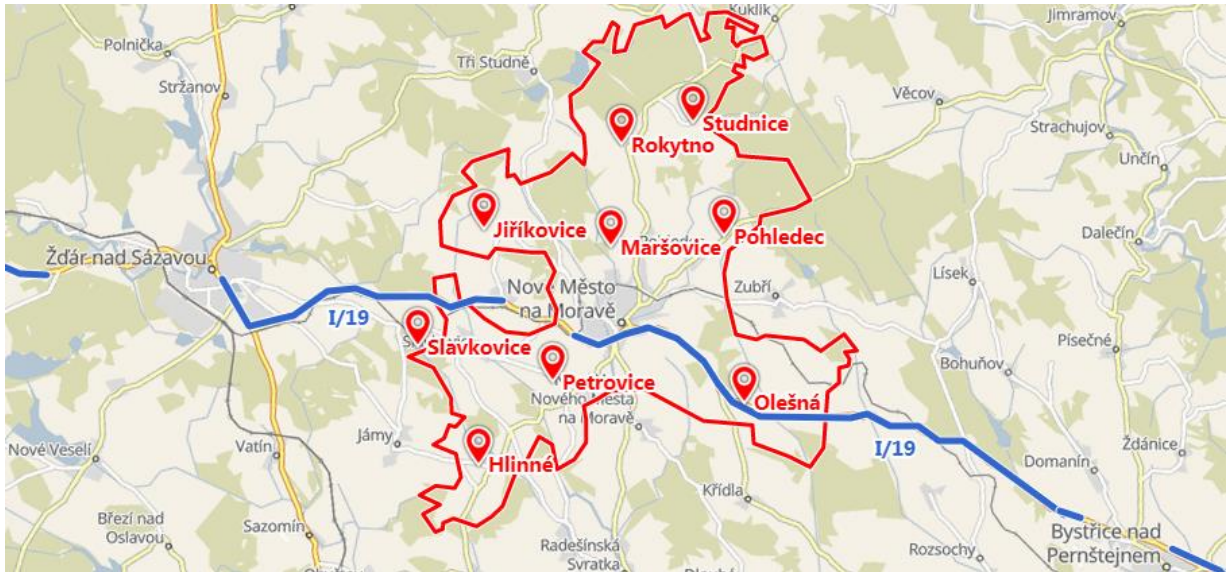 Kuklík
Jimramov
Polnička
Tři Studně
Stržanov
Věcov
Studnice
Rokytno
Strachujov
Unčín
Jiříkovice
Maršovice
Pohledec
Dalečín
Žďár nad Sázavou
Nové Město
na Moravě
Zubří
Lísek
I/19
Slavkovice
Písečné
Bohuňov
Petrovice
Nového Města
na Moravě
Olešná
Jámy
Vatín
Nové Veselí
Hlinné
I/19
Ždánice
Domanín
Křídla
Březí nad
Oslavou
Sazomín
Radešínská
Svratka
Rozsochy
Bystřice nad
Pernštejnem